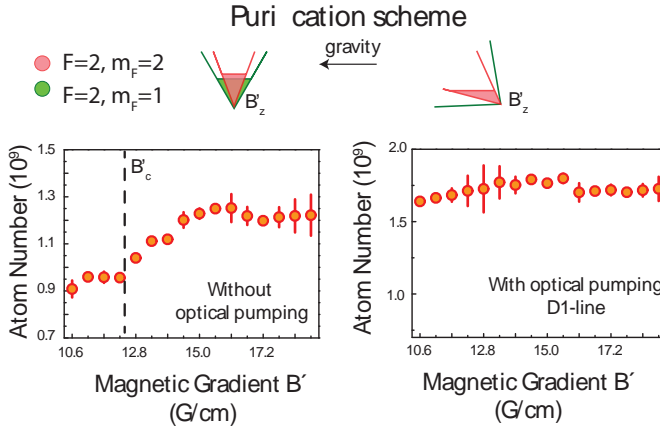 Puri cation scheme
F=2, m_F=2
F=2, m_F=1
gravity
B'_z
B'_z
Atom Number (10^9)
1.5
1.3
1.1
0.9
0.7
B'_c
Without
optical pumping
10.6 12.8 15.0 17.2
Magnetic Gradient B´
(G/cm)
Atom Number (10^9)
2.0
1.5
1.0
With optical pumping
D1-line
10.6 12.8 15.0 17.2
Magnetic Gradient B´
(G/cm)